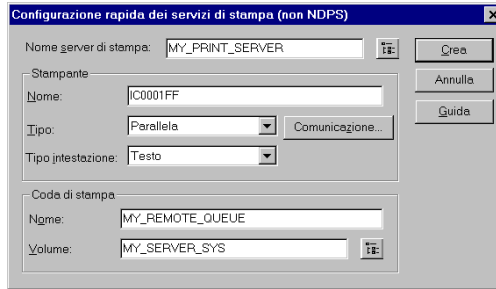 Configurazione rapida dei servizi di stampa (non NDPS)
Nome server di stampa: MY_PRINT_SERVER
Crea
Stampante
Annulla
Nome: IC0001FF
Guida
Tipo: Parallela Comunicazione...
Tipo intestazione: Testo
Coda di stampa
Nome: MY_REMOTE_QUEUE
Volume: MY_SERVER_SYS